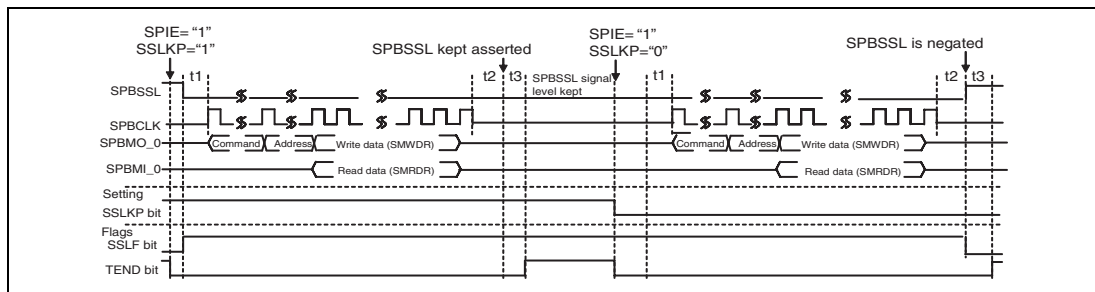 SPIE= “1” SPIE= “1”
SSLKP=“1” SPBSSL kept asserted SSLKP=“0” SPBSSL is negated
t1 t2 t3 SPBSSL signal level kept t1 t2 t3
SPBSSL
SPBCLK
SPBMO_0 Command Address Write data (SMWDR) Command Address Write data (SMWDR)
SPBMI_0 Read data (SMRDR) Read data (SMRDR)
Setting
SSLKP bit
Flags
SSLF bit
TEND bit